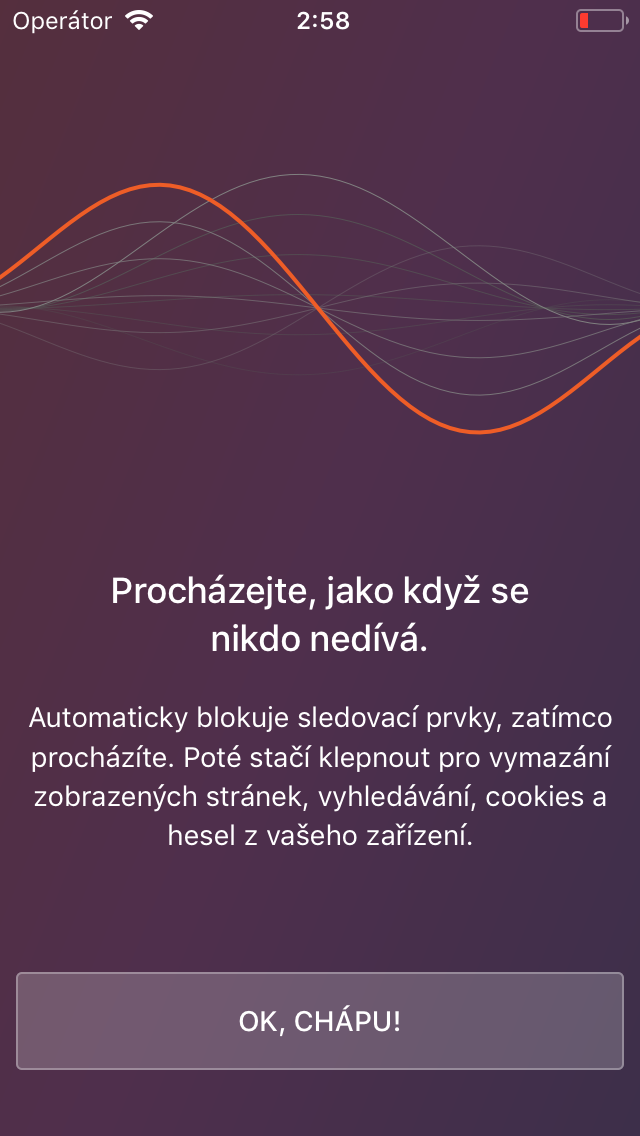 Operátor 2:58
Procházejte, jako když se
nikdo nedívá.
Automaticky blokuje sledovací prvky, zatímco
procházíte. Poté stačí klepnout pro vymazání
zobrazených stránek, vyhledávání, cookies a
hesel z vašeho zařízení.
OK, CHÁPU!